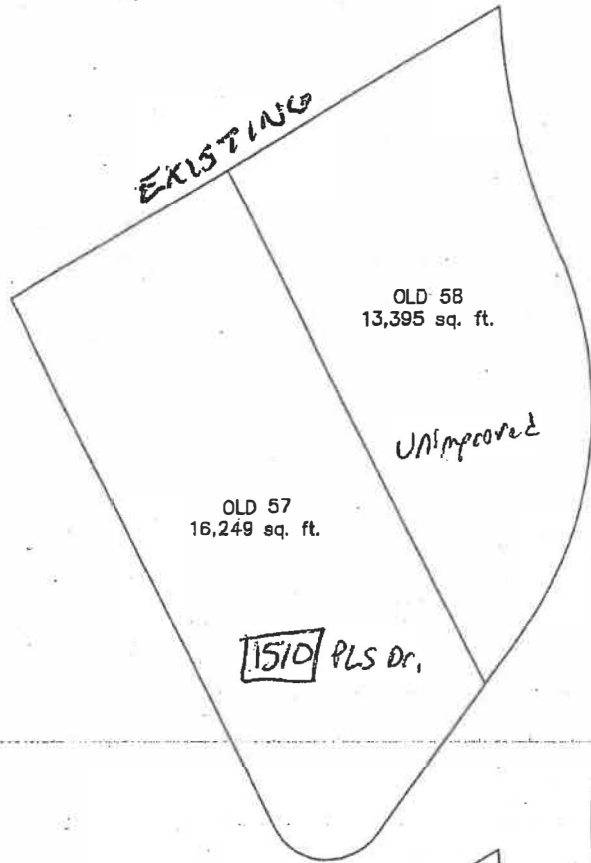 EXISTING
OLD 58
13,395 sq. ft.
Unimproved
OLD 57
16,249 sq. ft.
1510 PLS Dr.